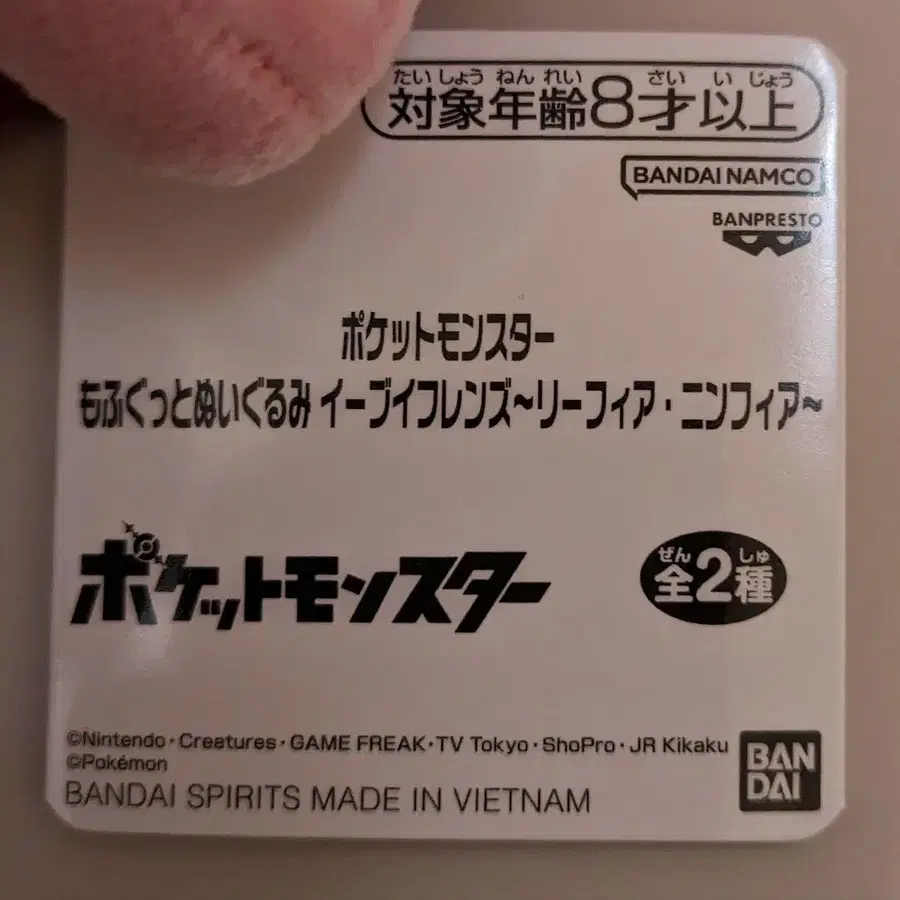 たいしょうねんれい さいいじょう
対象年齢8才以上
BANDAI NAMCO
BANPRESTO
ポケットモンスター
もふぐっとぬいぐるみ イーブイフレンズ~リーフィア・ニンフィア~
ポケットモンスター
ぜん しゅ
全2種
©Nintendo・Creatures・GAME FREAK・TV Tokyo・ShoPro・JR Kikaku
©Pokémon
BANDAI SPIRITS MADE IN VIETNAM
BAN
DAI